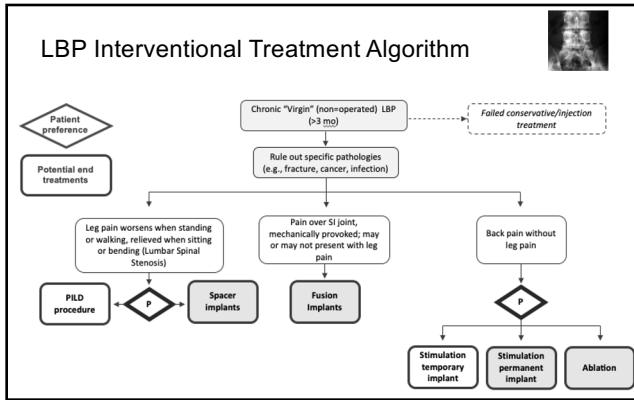 LBP Interventional Treatment Algorithm
Patient
preference
Potential end
treatments
Chronic "Virgin" (non=operated) LBP
(>3 mo)
Failed conservative/injection
treatment
Rule out specific pathologies
(e.g., fracture, cancer, infection)
Leg pain worsens when standing
or walking, relieved when sitting
or bending (Lumbar Spinal
Stenosis)
Pain over SI joint,
mechanically provoked; may
or may not present with leg
pain
Back pain without
leg pain
PILD
procedure
P
Spacer
implants
Fusion
Implants
P
Stimulation
temporary
implant
Stimulation
permanent
implant
Ablation